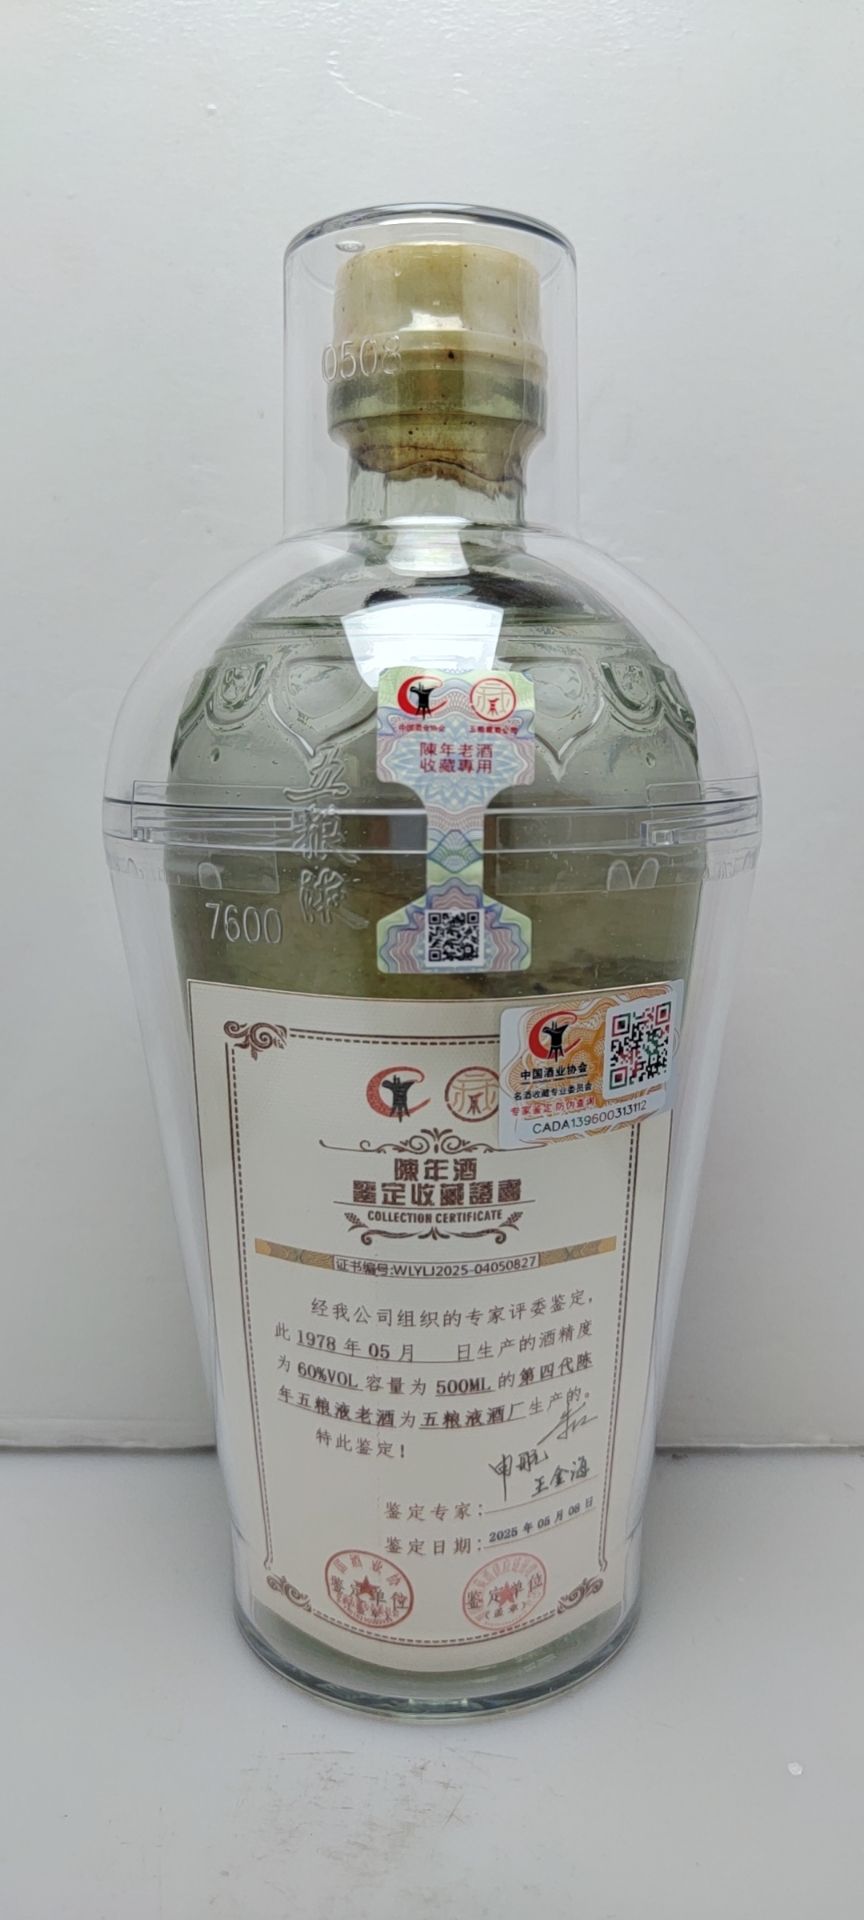 0508
中国酒业协会
陳年老酒
收藏專用
五粮液
7600
中国酒业协会
名酒收藏专业委员会
专家鉴定 防伪查询
CADA139600313112
陳年酒
鑒定收藏證書
COLLECTION CERTIFICATE
证书编号:WLYLJ2025-04050827
经我公司组织的专家评委鉴定，
此 1978 年 05 月 日生产的酒精度
为 60%VOL 容量为 500ML 的第四代陈
年五粮液老酒为五粮液酒厂生产的。
特此鉴定！
申航
王金海
鉴定专家：
鉴定日期：2025 年 05 月 08 日
鉴定单位
鉴定单位
（盖章）